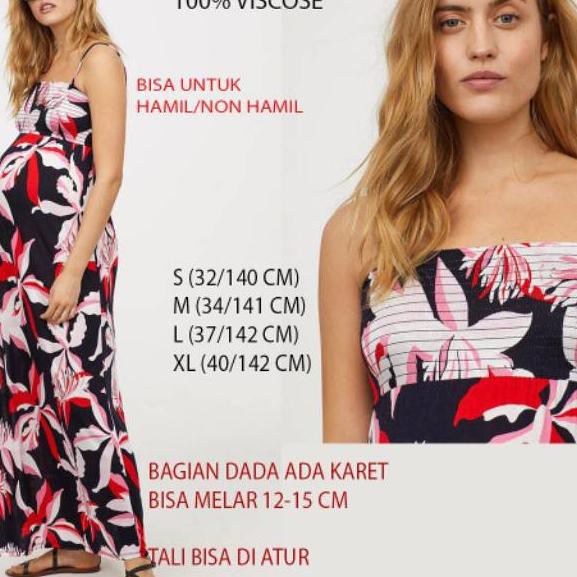 100% VISCOSE
BISA UNTUK
HAMIL/NON HAMIL
S (32/140 CM)
M (34/141 CM)
L (37/142 CM)
XL (40/142 CM)
BAGIAN DADA ADA KARET
BISA MELAR 12-15 CM
TALI BISA DI ATUR